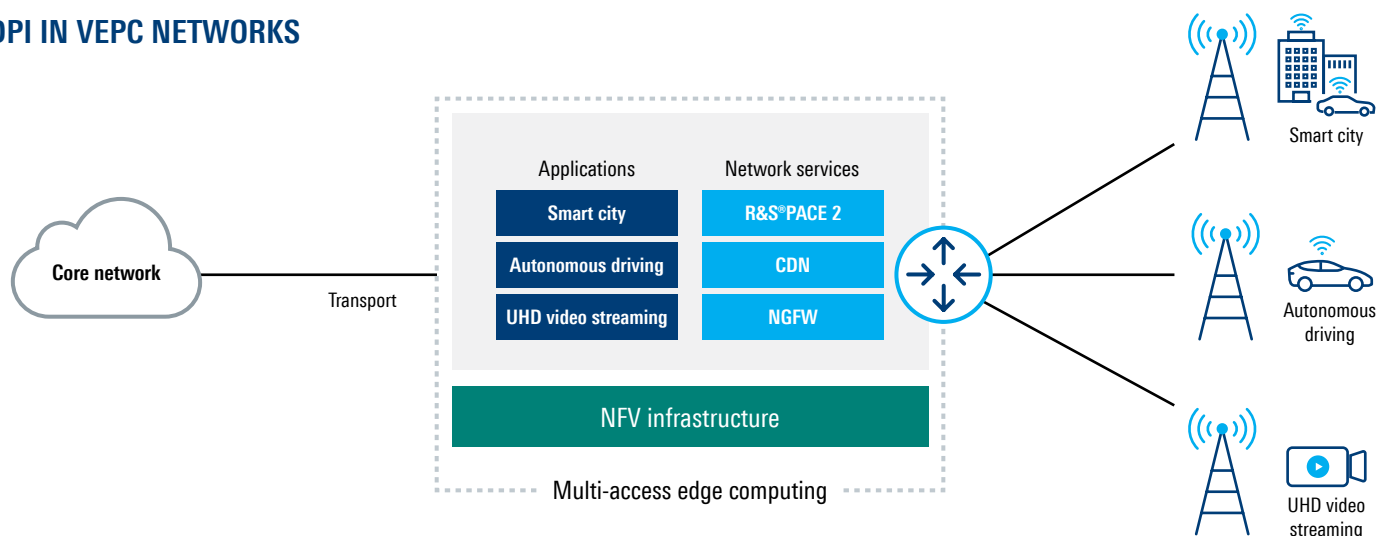 DPI IN VEPC NETWORKS
Core network
Transport
Applications
Network services
Smart city
R&S®PACE 2
Autonomous driving
CDN
UHD video streaming
NGFW
NFV infrastructure
Multi-access edge computing
Smart city
Autonomous
driving
UHD video
streaming